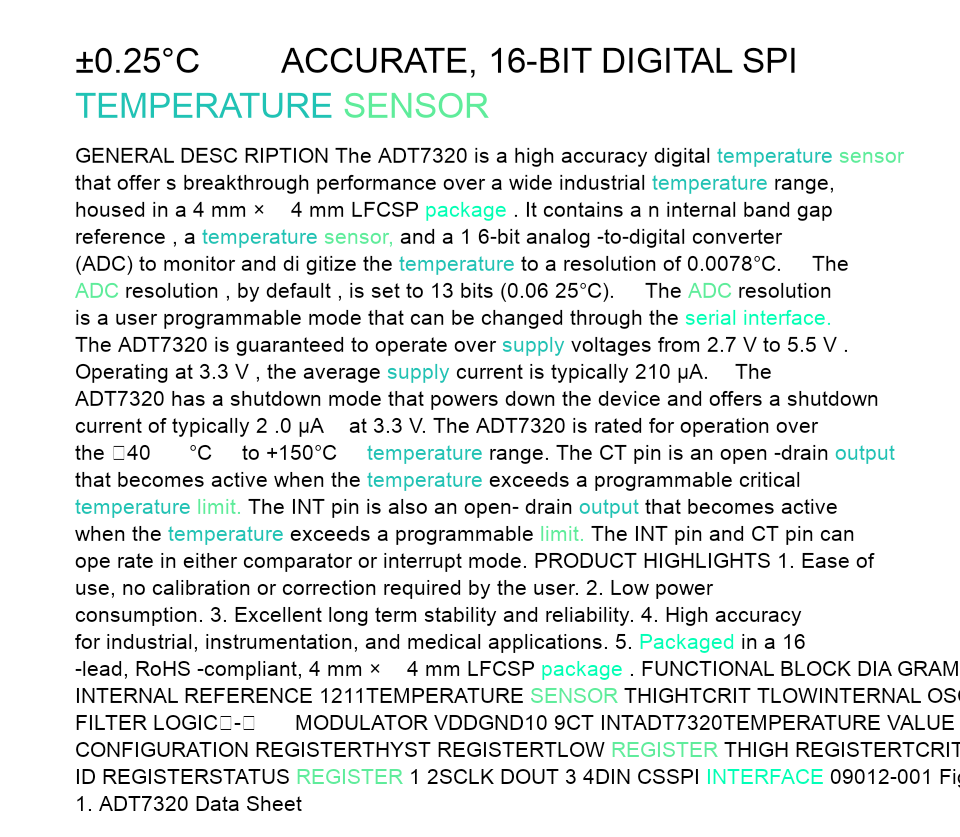 ±0.25°C ACCURATE, 16-BIT DIGITAL SPI
TEMPERATURE SENSOR
GENERAL DESC RIPTION The ADT7320 is a high accuracy digital temperature sensor
that offer s breakthrough performance over a wide industrial temperature range,
housed in a 4 mm × 4 mm LFCSP package . It contains a n internal band gap
reference , a temperature sensor, and a 1 6-bit analog -to-digital converter
(ADC) to monitor and di gitize the temperature to a resolution of 0.0078°C. The
ADC resolution , by default , is set to 13 bits (0.06 25°C). The ADC resolution
is a user programmable mode that can be changed through the serial interface.
The ADT7320 is guaranteed to operate over supply voltages from 2.7 V to 5.5 V .
Operating at 3.3 V , the average supply current is typically 210 μA. The
ADT7320 has a shutdown mode that powers down the device and offers a shutdown
current of typically 2 .0 μA at 3.3 V. The ADT7320 is rated for operation over
the □40 °C to +150°C temperature range. The CT pin is an open -drain output
that becomes active when the temperature exceeds a programmable critical
temperature limit. The INT pin is also an open- drain output that becomes active
when the temperature exceeds a programmable limit. The INT pin and CT pin can
ope rate in either comparator or interrupt mode. PRODUCT HIGHLIGHTS 1. Ease of
use, no calibration or correction required by the user. 2. Low power
consumption. 3. Excellent long term stability and reliability. 4. High accuracy
for industrial, instrumentation, and medical applications. 5. Packaged in a 16
-lead, RoHS -compliant, 4 mm × 4 mm LFCSP package . FUNCTIONAL BLOCK DIA GRAM
INTERNAL REFERENCE 1211TEMPERATURE SENSOR THIGHTCRIT TLOWINTERNAL OSC
FILTER LOGIC□-□ MODULATOR VDDGND10 9CT INTADT7320TEMPERATURE VALUE
CONFIGURATION REGISTERTHYST REGISTERTLOW REGISTER THIGH REGISTERTCRIT
ID REGISTERSTATUS REGISTER 1 2SCLK DOUT 3 4DIN CSSPI INTERFACE 09012-001 Fig
1. ADT7320 Data Sheet